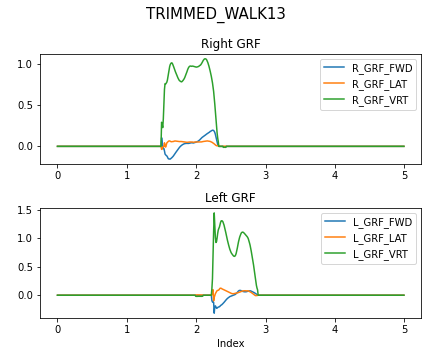 TRIMMED_WALK13
Right GRF
1.0
0.5
0.0
R_GRF_FWD
R_GRF_LAT
R_GRF_VRT
0 1 2 3 4 5
Left GRF
1.5
1.0
0.5
0.0
L_GRF_FWD
L_GRF_LAT
L_GRF_VRT
0 1 2 3 4 5
Index